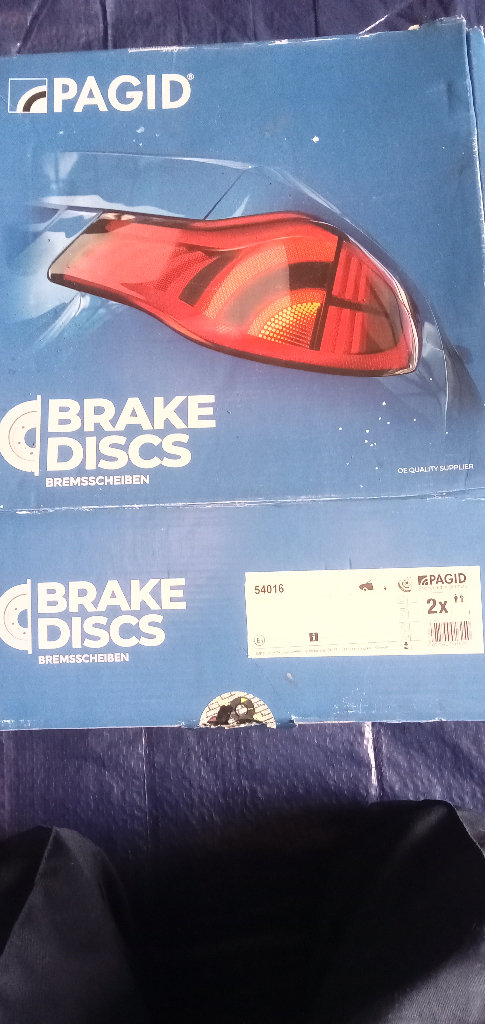 PAGID®
BRAKE
DISCS
BREMSSCHEIBEN
OE QUALITY SUPPLIER
BRAKE
DISCS
BREMSSCHEIBEN
54016
PAGID
2x